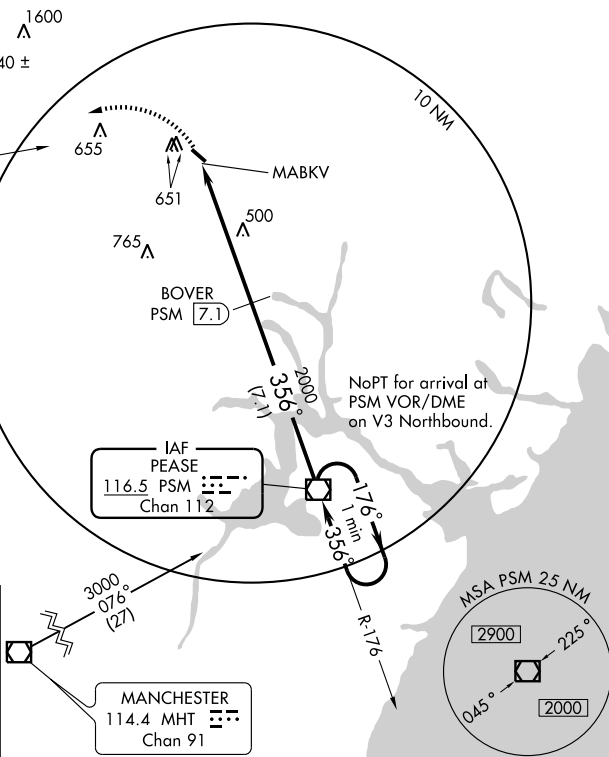 1600
40 ±
10 NM
655
651
MABKV
500
765
BOVER
PSM 7.1
2000
356°
(7.1)
NoPT for arrival at
PSM VOR/DME
on V3 Northbound.
IAF
PEASE
116.5 PSM
Chan 112
176°
1 min
356°
R-176
3000
076°
(27)
MANCHESTER
114.4 MHT
Chan 91
MSA PSM 25 NM
2900
225°
045°
2000